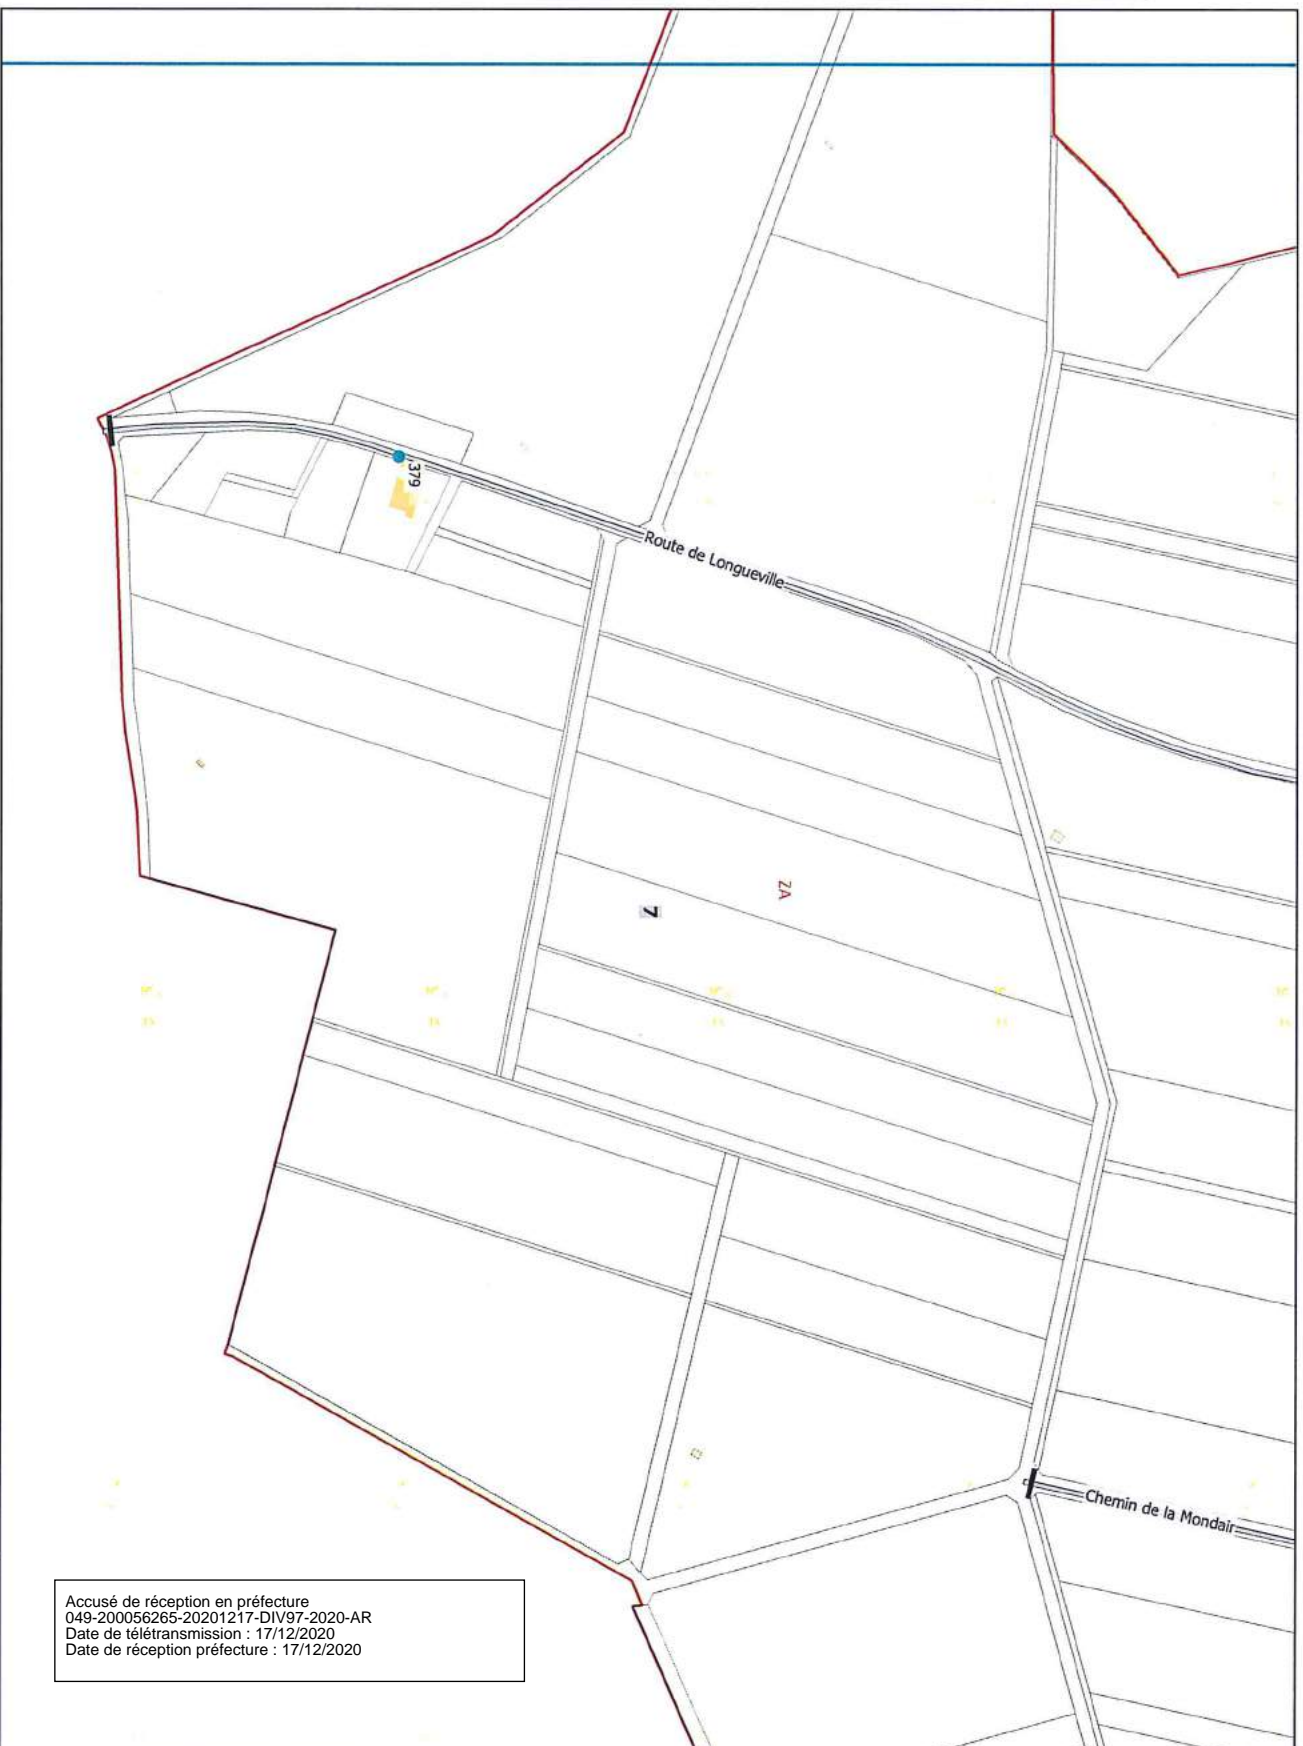 379
Route de Longueville
ZA
7
Chemin de la Mondair
Accusé de réception en préfecture
049-200056265-20201217-DIV97-2020-AR
Date de télétransmission : 17/12/2020
Date de réception préfecture : 17/12/2020